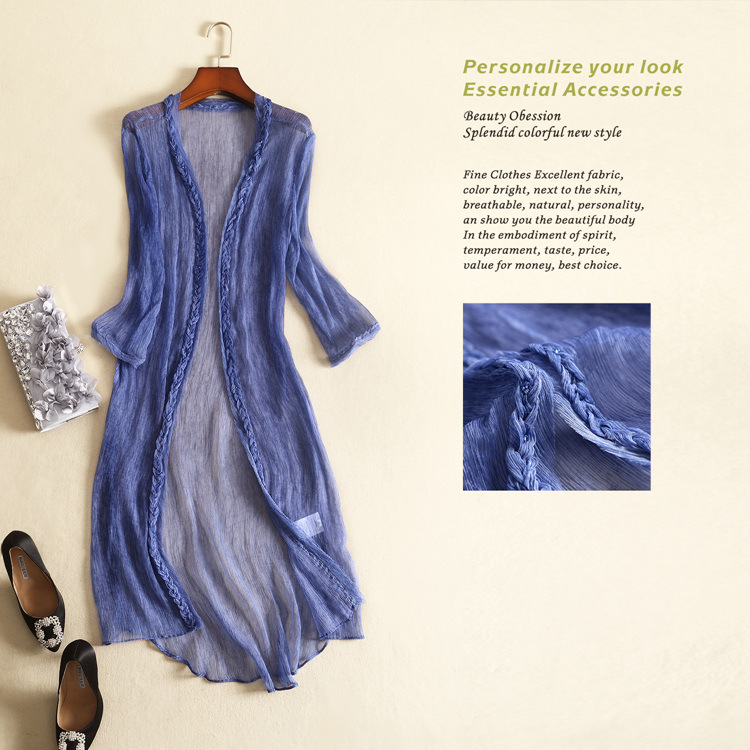 Personalize your look
Essential Accessories
Beauty Obession
Splendid colorful new style
Fine Clothes Excellent fabric,
color bright, next to the skin,
breathable, natural, personality,
an show you the beautiful body
In the embodiment of spirit,
temperament, taste, price,
value for money, best choice.